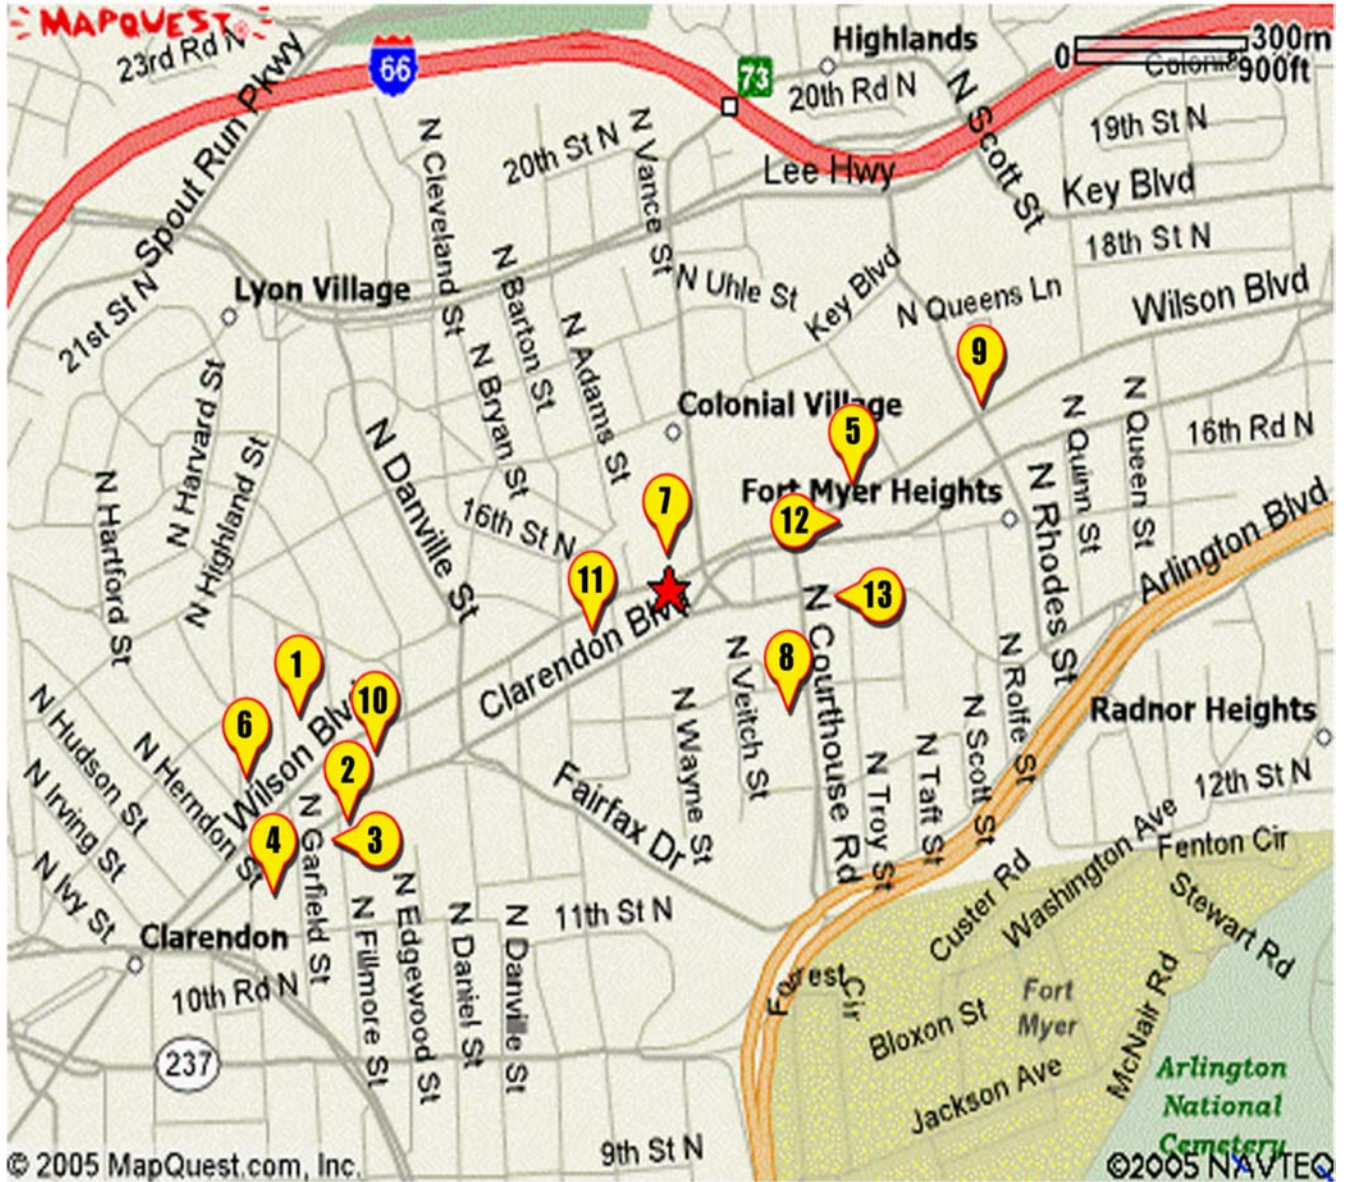 MAPQUEST
23rd Rd N
Spout Run Pkwy
66
73
Highlands
20th Rd N
0
300m
900ft
N Scott St
19th St N
Key Blvd
18th St N
Lee Hwy
20th St N
N Vance St
N Cleveland St
21st St N
Lyon Village
N Barton St
N Adams St
N Bryan St
N Uhle St
Key Blvd
N Queens Ln
Wilson Blvd
9
N Harvard St
N Highland St
N Hartford St
N Danville St
16th St N
Colonial Village
5
7
Fort Myer Heights
12
N Quinn St
N Queen St
16th Rd N
N Rhodes St
Arlington Blvd
11
Clarendon Blvd
13
8
N Courthouse Rd
N Veitch St
N Wayne St
N Rolfe St
N Scott St
N Taft St
N Troy St
Radnor Heights
12th St N
1
10
6
2
Wilson Blvd
4
3
N Hudson St
N Herndon St
N Irving St
N Ivy St
N Garfield St
Fairfax Dr
Clarendon
10th Rd N
N Fillmore St
N Edgewood St
N Daniel St
N Danville St
11th St N
237
9th St N
Custer Rd
Washington Ave
Fenton Cir
Stewart Rd
Forest Cir
Bloxon St
Fort
Myer
McNair Rd
Jackson Ave
Arlington
National
Cemetery
© 2005 MapQuest.com, Inc.
©2005 NAVTEQ